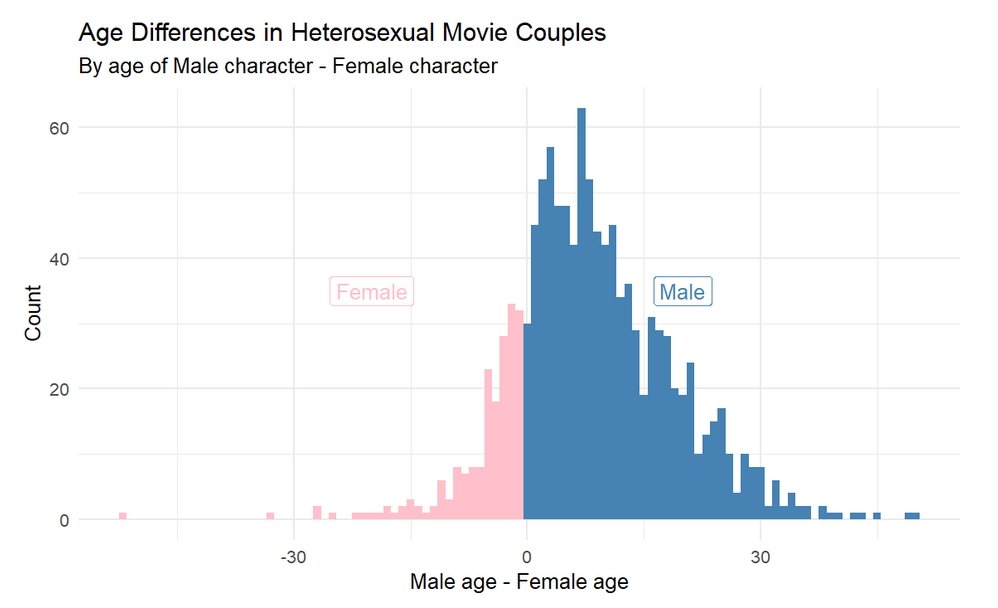 Age Differences in Heterosexual Movie Couples
By age of Male character - Female character
60
40
20
0
Count
Female
Male
-30
0
30
Male age - Female age